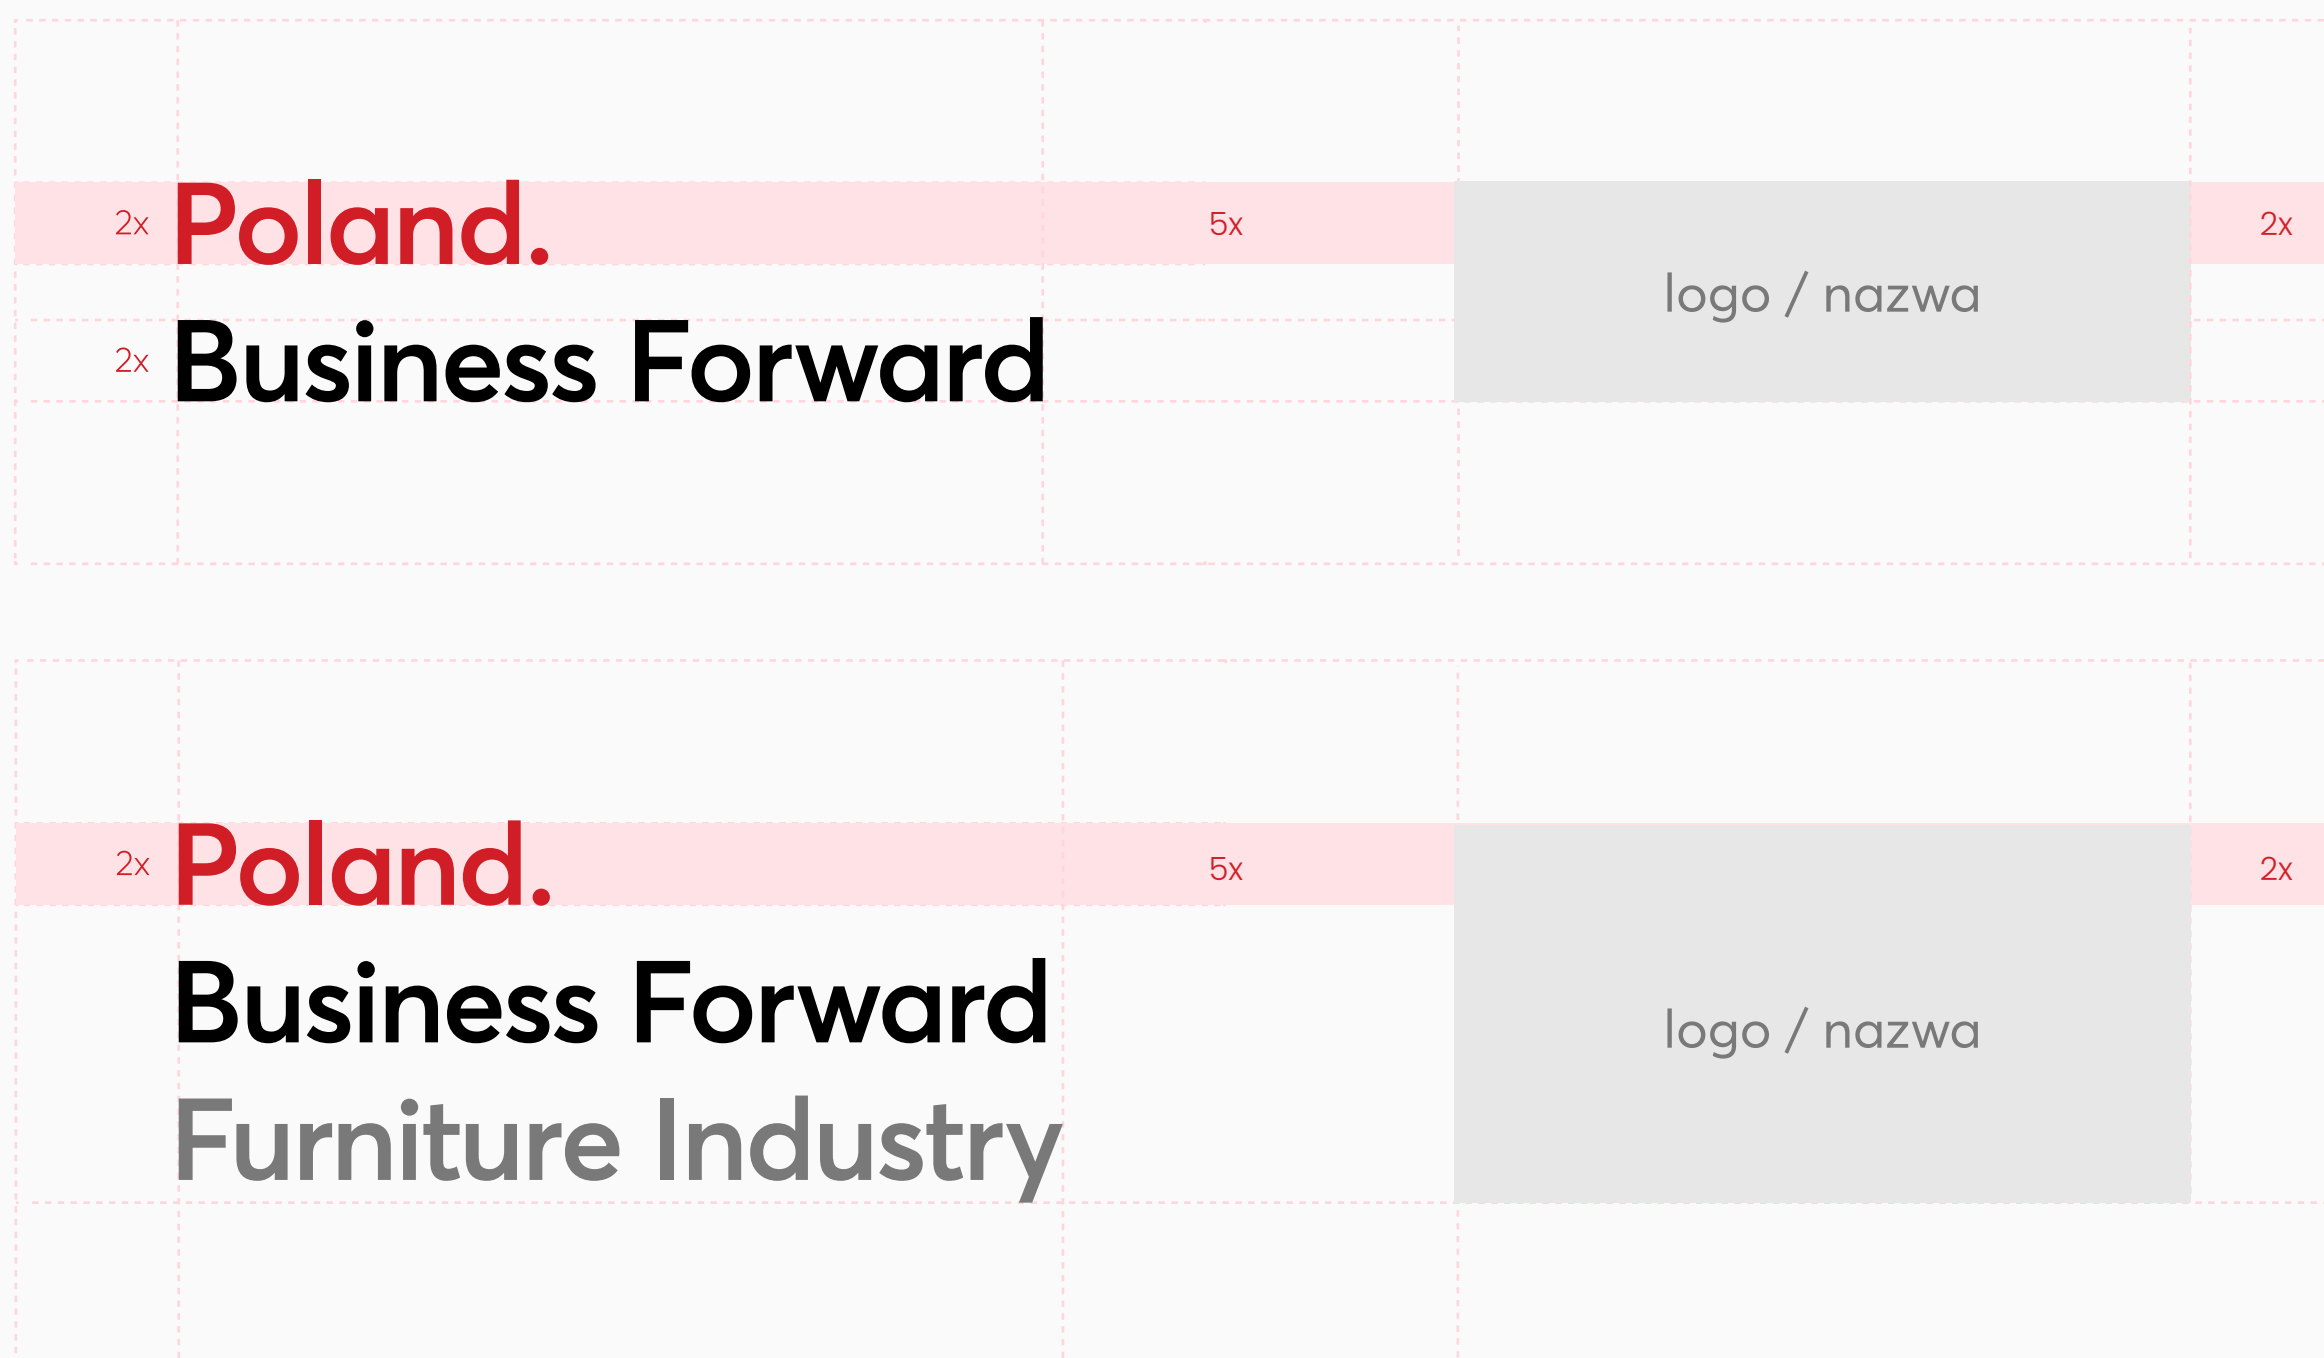 2x Poland. 5x 2x
logo / nazwa
2x Business Forward
2x Poland. 5x 2x
Business Forward
logo / nazwa
Furniture Industry